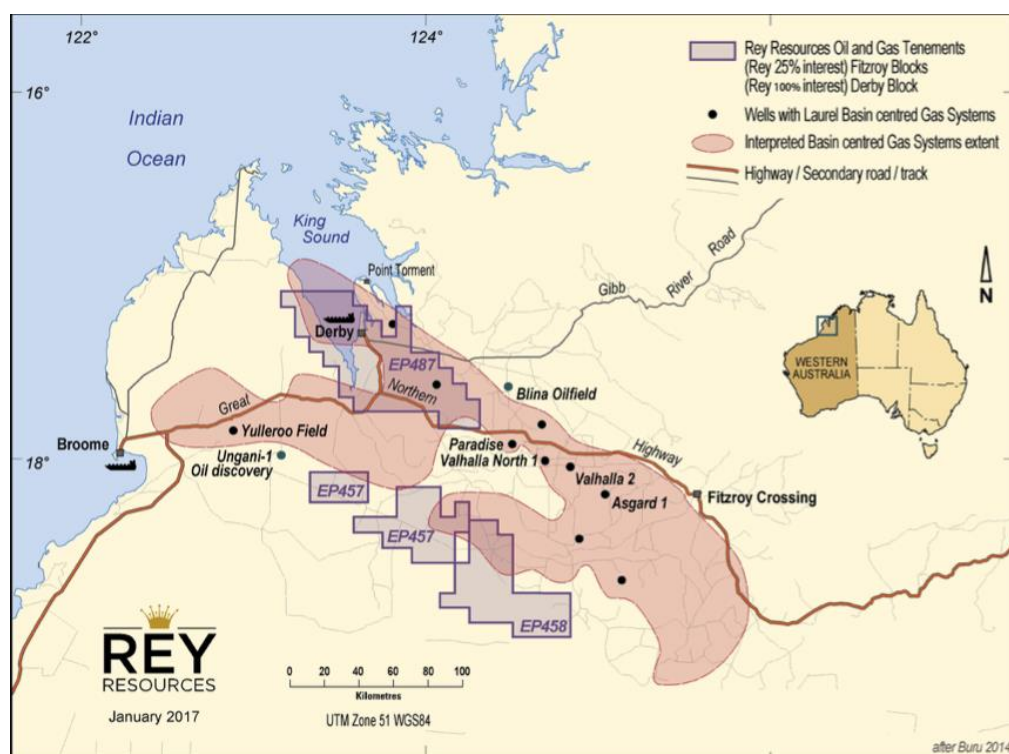 122°
124°
16°
18°
Rey Resources Oil and Gas Tenements
(Rey 25% interest) Fitzroy Blocks
(Rey 100% interest) Derby Block
Wells with Laurel Basin centred Gas Systems
Interpreted Basin centred Gas Systems extent
Highway / Secondary road / track
Indian
Ocean
King
Sound
Point Torment
Gibb
River
Road
N
WESTERN
AUSTRALIA
Derby
EP487
Northern
Great
Blina Oilfield
Broome
Yulleroo Field
Ungani-1
Oil discovery
Paradise
Valhalla North 1
Highway
Valhalla 2
Asgard 1
Fitzroy Crossing
EP457
EP457
EP458
REY
RESOURCES
January 2017
0 20 40 60 80 100
Kilometres
UTM Zone 51 WGS84
after Buru 2014